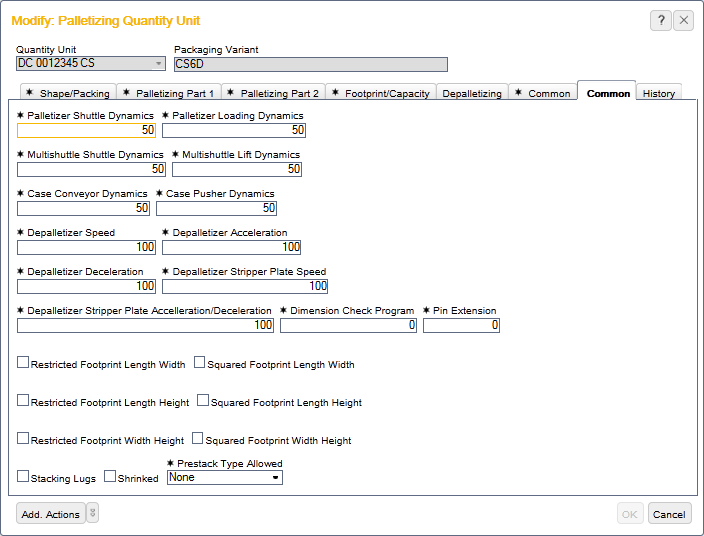 Modify: Palletizing Quantity Unit
?
Quantity Unit Packaging Variant
DC 0012345 CS CS6D
✶ Shape/Packing ✶ Palletizing Part 1 ✶ Palletizing Part 2 ✶ Footprint/Capacity Depalletizing ✶ Common Common History
✶ Palletizer Shuttle Dynamics ✶ Palletizer Loading Dynamics
50 50
✶ Multishuttle Shuttle Dynamics ✶ Multishuttle Lift Dynamics
50 50
✶ Case Conveyor Dynamics ✶ Case Pusher Dynamics
50 50
✶ Depalletizer Speed ✶ Depalletizer Acceleration
100 100
✶ Depalletizer Deceleration ✶ Depalletizer Stripper Plate Speed
100 100
✶ Depalletizer Stripper Plate Accelleration/Deceleration ✶ Dimension Check Program ✶ Pin Extension
100 0 0
Restricted Footprint Length Width Squared Footprint Length Width
Restricted Footprint Length Height Squared Footprint Length Height
Restricted Footprint Width Height Squared Footprint Width Height
✶ Prestack Type Allowed
Stacking Lugs Shrinked None
Add. Actions OK Cancel